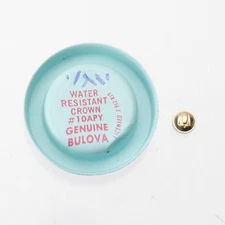 WATER
RESISTANT
CROWN
#10APY
GENUINE
BULOVA